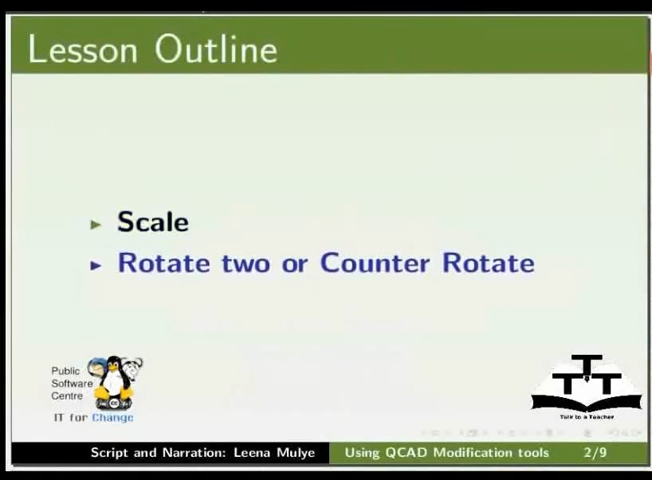 Lesson Outline
Scale
Rotate two or Counter Rotate
Public
Software
Centre
IT for Change
TTT
Talk to a Teacher
Script and Narration: Leena Mulye
Using QCAD Modification tools
2/9